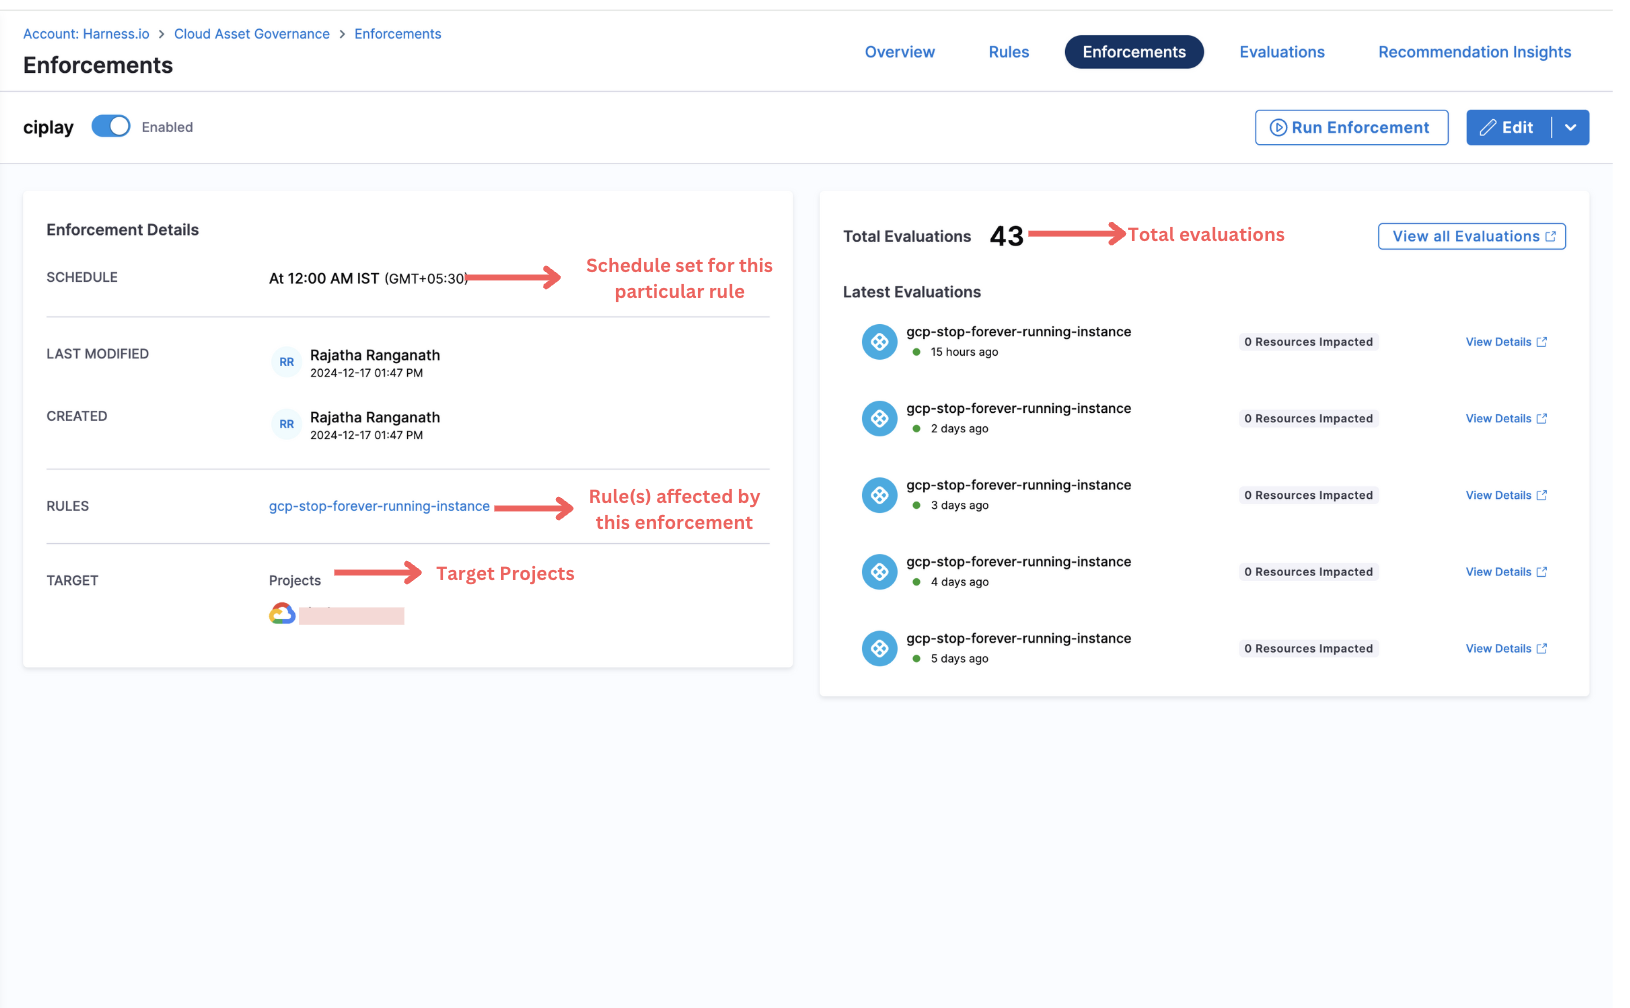 Account: Harness.io > Cloud Asset Governance > Enforcements
Enforcements
Overview
Rules
Enforcements
Evaluations
Recommendation Insights
ciplay
Enabled
Run Enforcement
Edit
Enforcement Details
SCHEDULE
At 12:00 AM IST (GMT+05:30)
Schedule set for this
particular rule
LAST MODIFIED
RR
Rajatha Ranganath
2024-12-17 01:47 PM
CREATED
RR
Rajatha Ranganath
2024-12-17 01:47 PM
RULES
gcp-stop-forever-running-instance
Rule(s) affected by
this enforcement
TARGET
Projects
Target Projects
Total Evaluations 43
Total evaluations
View all Evaluations
Latest Evaluations
gcp-stop-forever-running-instance
15 hours ago
0 Resources Impacted
View Details
gcp-stop-forever-running-instance
2 days ago
0 Resources Impacted
View Details
gcp-stop-forever-running-instance
3 days ago
0 Resources Impacted
View Details
gcp-stop-forever-running-instance
4 days ago
0 Resources Impacted
View Details
gcp-stop-forever-running-instance
5 days ago
0 Resources Impacted
View Details